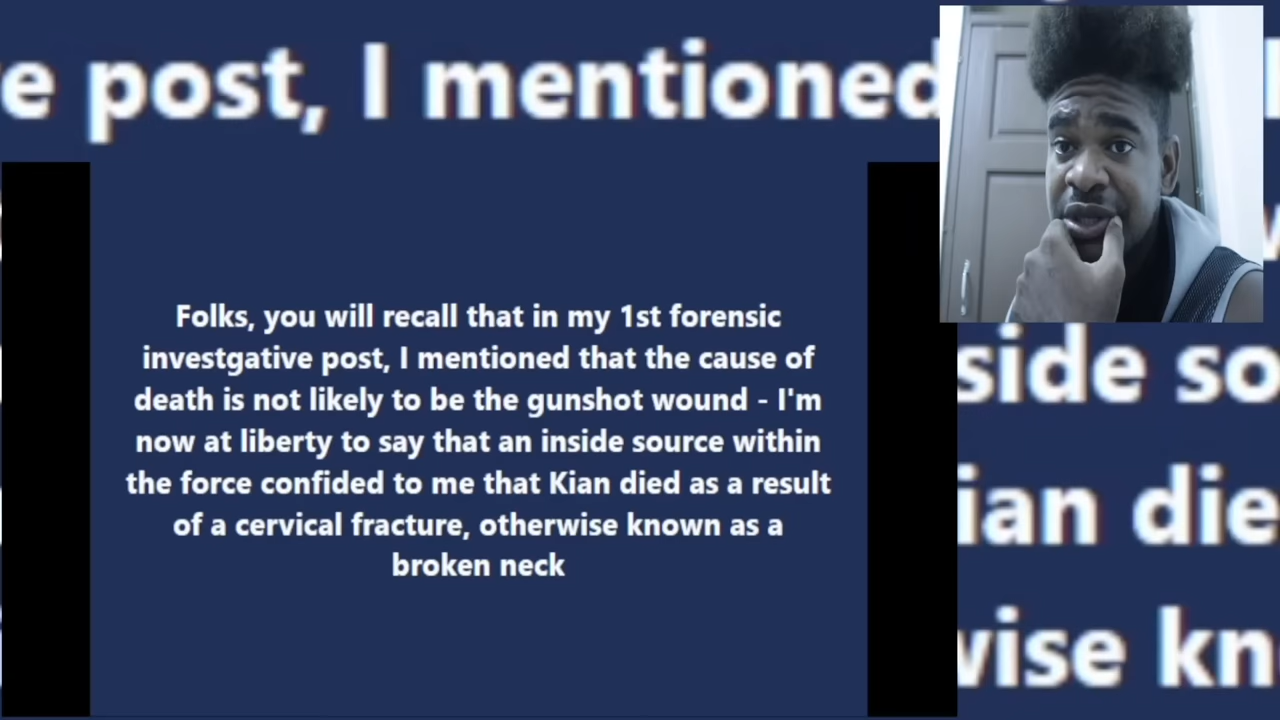 e post, I mentioned
Folks, you will recall that in my 1st forensic
investgative post, I mentioned that the cause of
death is not likely to be the gunshot wound - I'm
now at liberty to say that an inside source within
the force confided to me that Kian died as a result
of a cervical fracture, otherwise known as a
broken neck
side so
ian die
wise kn